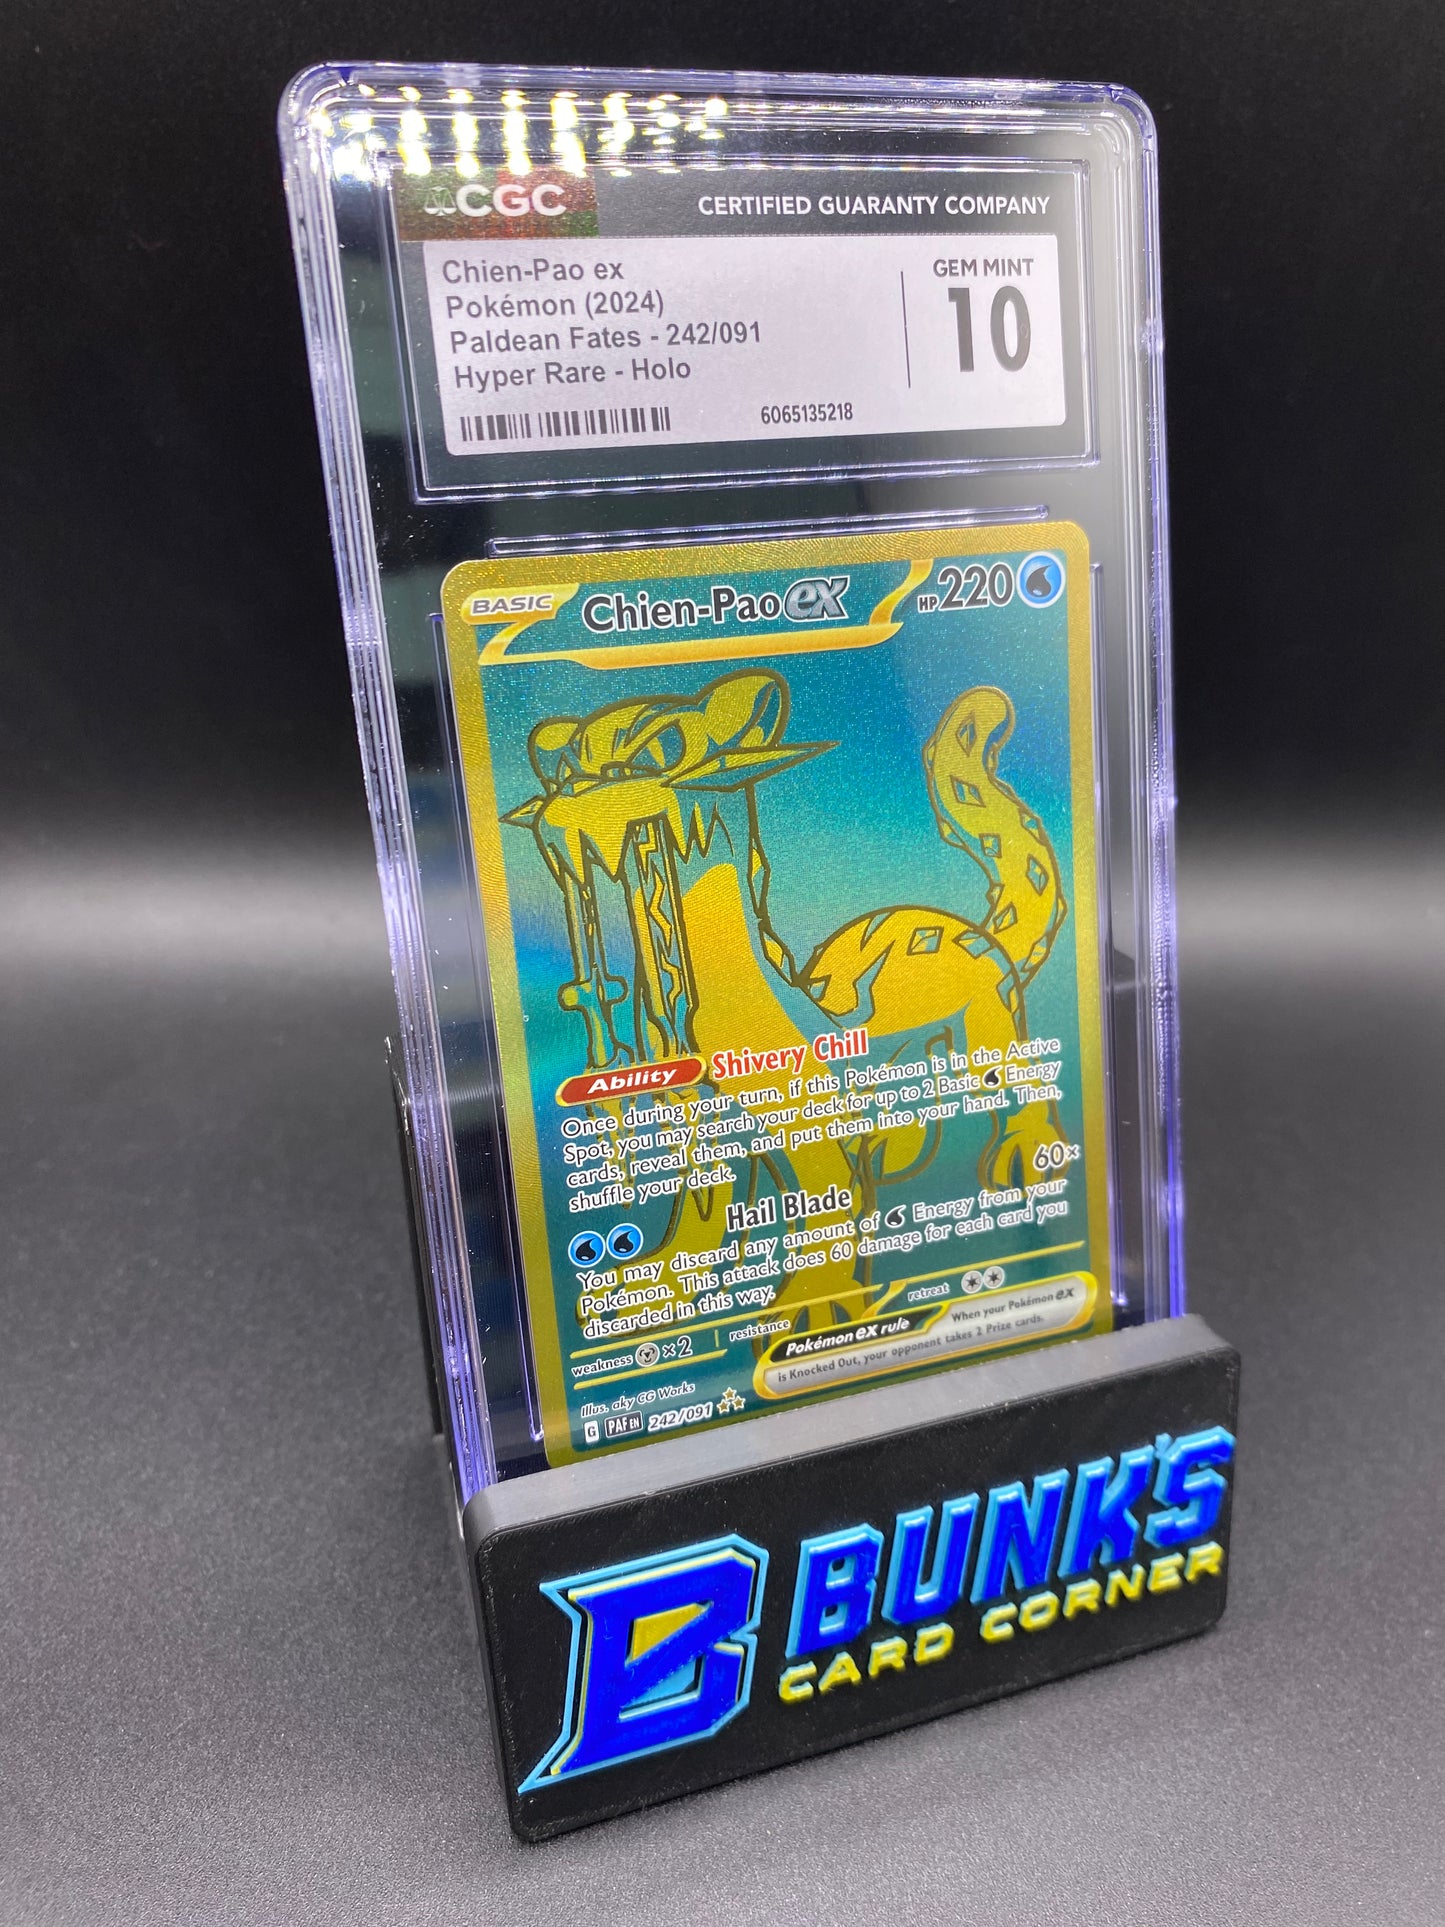 CGC
CERTIFIED GUARANTY COMPANY
Chien-Pao ex
Pokémon (2024)
Paldean Fates - 242/091
Hyper Rare - Holo
GEM MINT
10
6065135218
BASIC
Chien-Pao ex
HP 220
Ability
Shivery Chill
Once during your turn, if this Pokémon is in the Active
Spot, you may search your deck for up to 2 Basic Energy
cards, reveal them, and put them into your hand. Then,
shuffle your deck.
Hail Blade
60×
You may discard any amount of Energy from your
Pokémon. This attack does 60 damage for each card you
discarded in this way.
weakness ×2
resistance
retreat
Pokémon ex rule
When your Pokémon ex
is Knocked Out, your opponent takes 2 Prize cards.
Illus. aky CG Works
G PAF EN 242/091
B
BUNK'S
CARD CORNER